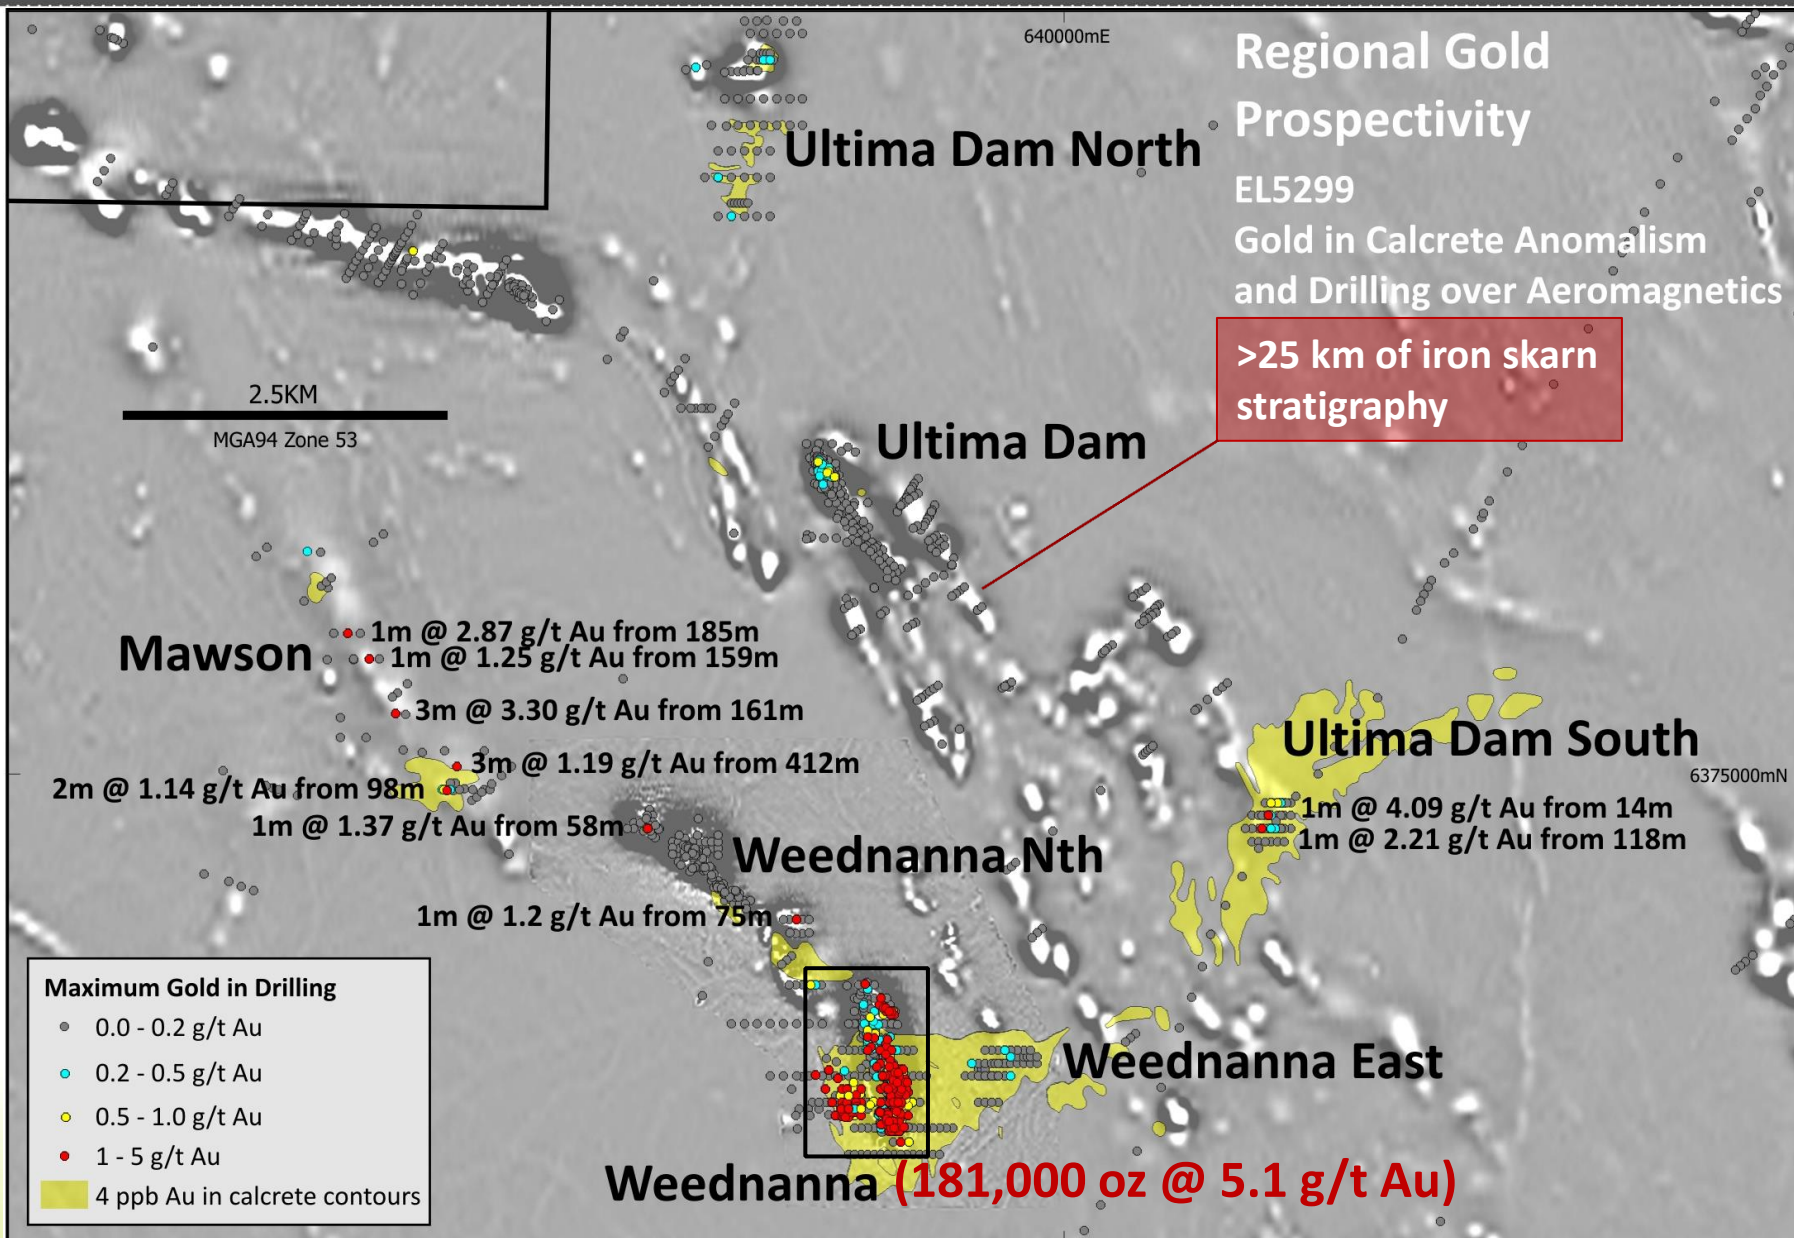 640000mE
Regional Gold
Prospectivity
EL5299
Gold in Calcrete Anomalism
and Drilling over Aeromagnetics
>25 km of iron skarn
stratigraphy
Ultima Dam North
2.5KM
MGA94 Zone 53
Ultima Dam
Mawson
1m @ 2.87 g/t Au from 185m
1m @ 1.25 g/t Au from 159m
3m @ 3.30 g/t Au from 161m
3m @ 1.19 g/t Au from 412m
2m @ 1.14 g/t Au from 98m
1m @ 1.37 g/t Au from 58m
Ultima Dam South
6375000mN
1m @ 4.09 g/t Au from 14m
1m @ 2.21 g/t Au from 118m
Weednanna Nth
1m @ 1.2 g/t Au from 75m
Weednanna East
Weednanna (181,000 oz @ 5.1 g/t Au)
Maximum Gold in Drilling
0.0 - 0.2 g/t Au
0.2 - 0.5 g/t Au
0.5 - 1.0 g/t Au
1 - 5 g/t Au
4 ppb Au in calcrete contours